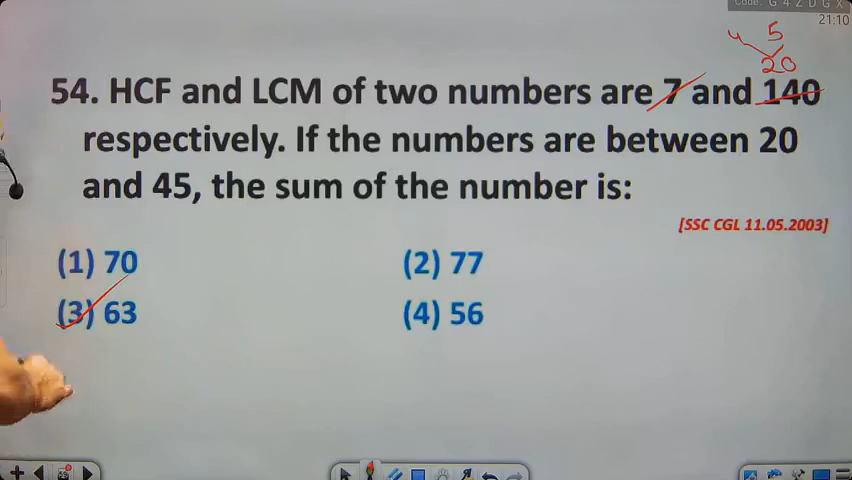 Code: G 4 Z D G X
21:10
4 5
20
54. HCF and LCM of two numbers are 7 and 140
respectively. If the numbers are between 20
and 45, the sum of the number is:
[SSC CGL 11.05.2003]
(1) 70 (2) 77
(3) 63 (4) 56